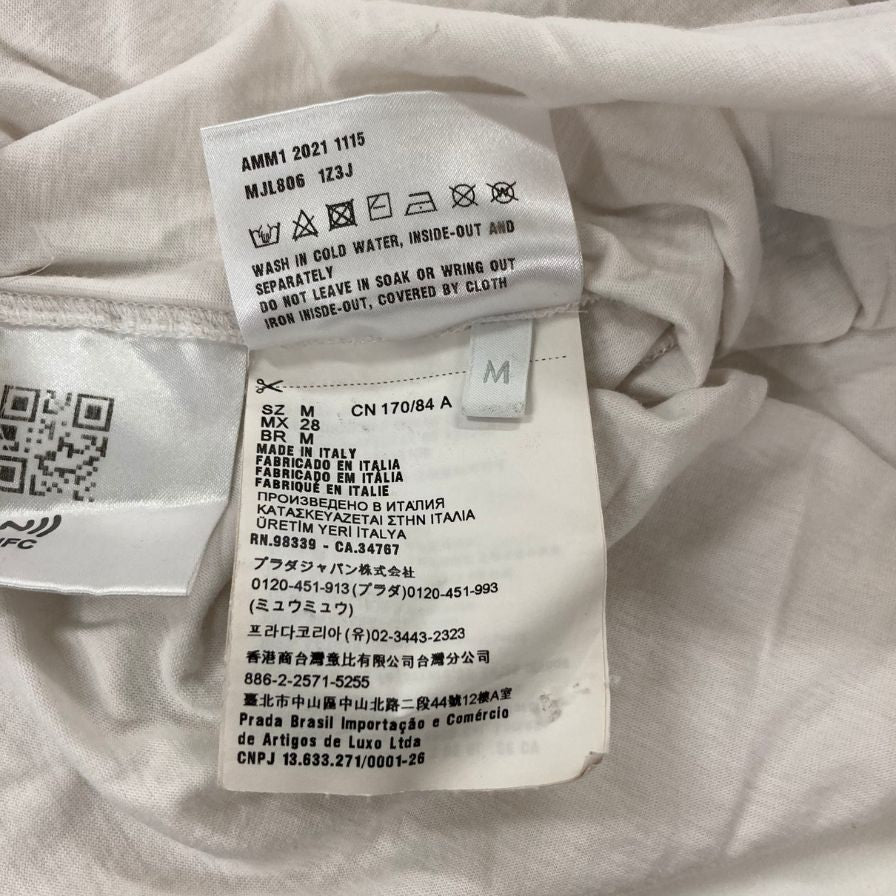 AMM1 2021 1115
MJL806 1Z3J
WASH IN COLD WATER, INSIDE-OUT AND
SEPARATELY
DO NOT LEAVE IN SOAK OR WRING OUT
IRON INISDE-OUT, COVERED BY CLOTH
M
SZ M CN 170/84 A
MX 28
BR M
MADE IN ITALY
FABRICADO EN ITALIA
FABRICADO EM ITÁLIA
FABRIQUÉ EN ITALIE
ПРОИЗВЕДЕНО В ИТАЛИЯ
ΚΑΤΑΣΚΕΥΑΖΕΤΑΙ ΣΤΗΝ ΙΤΑΛΙΑ
ÜRETİM YERİ İTALYA
RN.98339 - CA.34767
プラダジャパン株式会社
0120-451-913(プラダ)0120-451-993
(ミュウミュウ)
프라다코리아(유)02-3443-2323
香港商台灣童比有限公司台灣分公司
886-2-2571-5255
臺北市中山區中山北路二段44號12樓A室
Prada Brasil Importação e Comércio
de Artigos de Luxo Ltda
CNPJ 13.633.271/0001-26
NFC